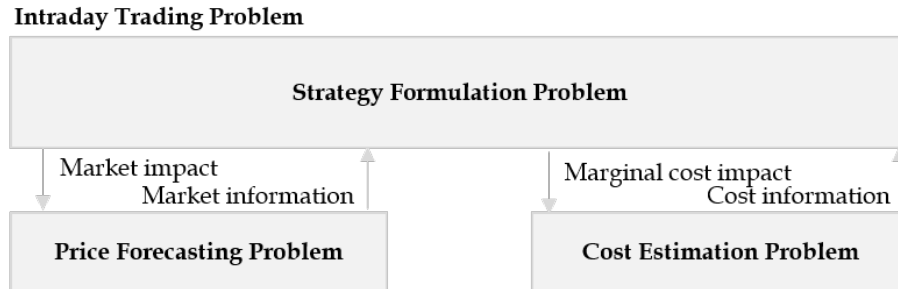 Intraday Trading Problem
Strategy Formulation Problem
Market impact
Market information
Marginal cost impact
Cost information
Price Forecasting Problem
Cost Estimation Problem